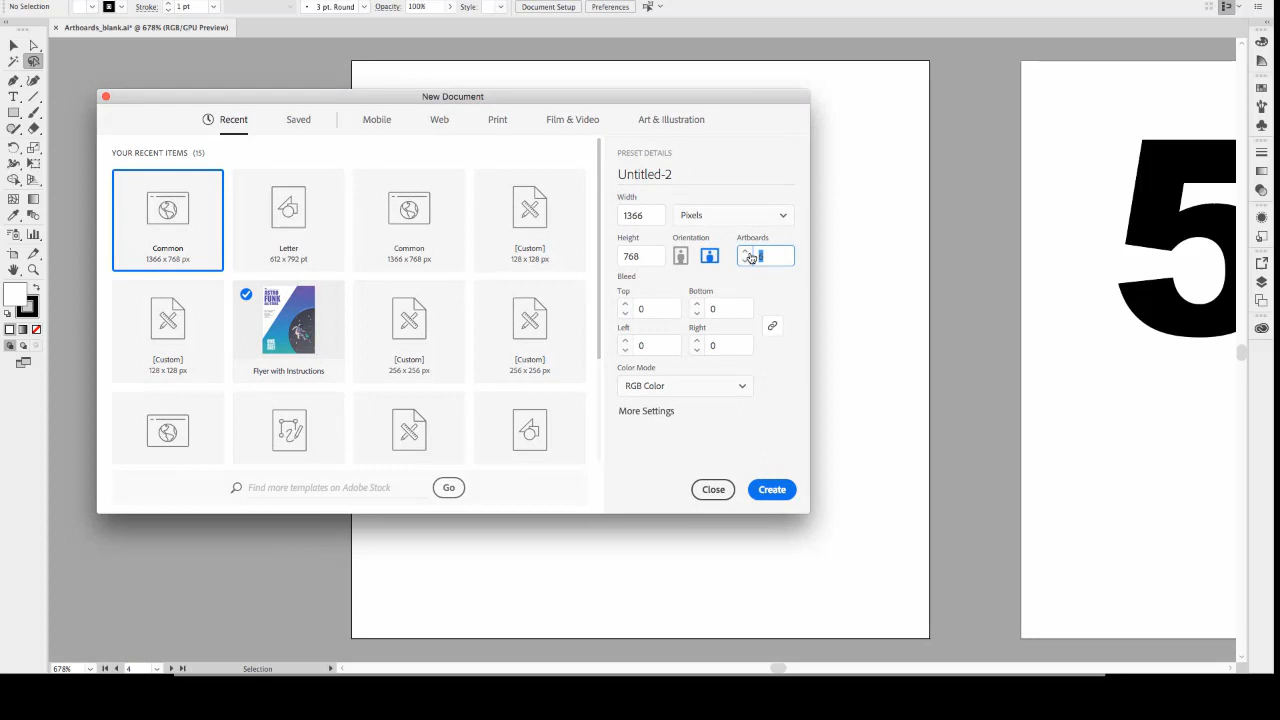 No Selection Stroke: 1 pt 3 pt. Round Opacity: 100% Style: Document Setup Preferences
Artboards_blank.ai* @ 678% (RGB/GPU Preview)
New Document
Recent Saved Mobile Web Print Film & Video Art & Illustration
YOUR RECENT ITEMS (15)
Common
1366 x 768 px
Letter
612 x 792 pt
Common
1366 x 768 px
[Custom]
128 x 128 px
[Custom]
128 x 128 px
ASTRO
FUNK
Flyer with Instructions
[Custom]
256 x 256 px
[Custom]
256 x 256 px
Find more templates on Adobe Stock Go
PRESET DETAILS
Untitled-2
Width
1366 Pixels
Height Orientation Artboards
768
Bleed
Top Bottom
0 0
Left Right
0 0
Color Mode
RGB Color
More Settings
Close Create
5
678% 4 Selection